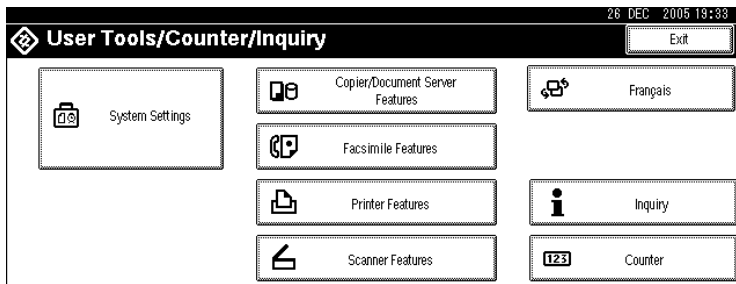 26 DEC 2005 19:33
User Tools/Counter/Inquiry
Exit
System Settings
Copier/Document Server
Features
Français
Facsimile Features
Printer Features
Inquiry
Scanner Features
123
Counter